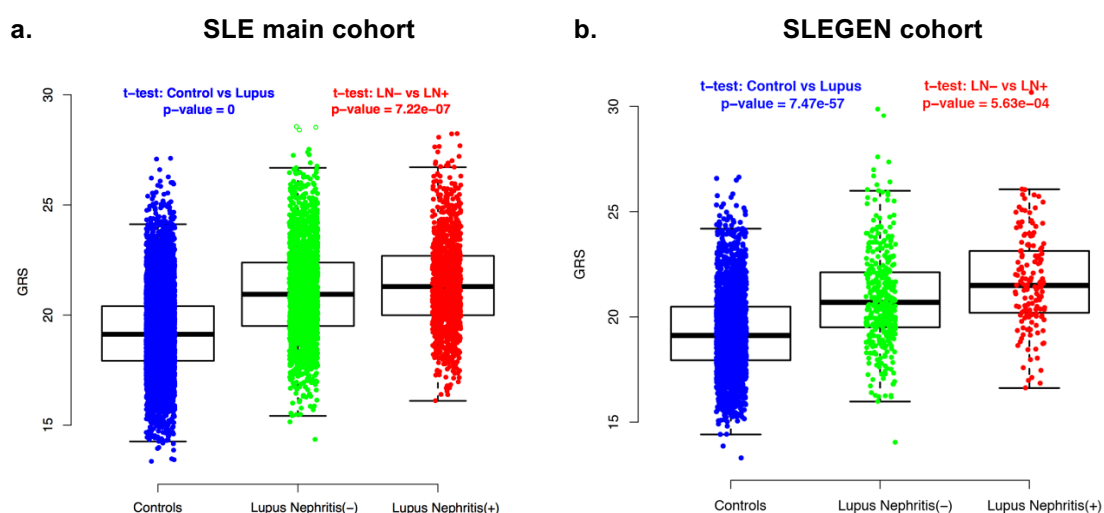 a.
SLE main cohort
t-test: Control vs Lupus
p-value = 0
t-test: LN- vs LN+
p-value = 7.22e-07
GRS
30
25
20
15
Controls
Lupus Nephritis(-)
Lupus Nephritis(+)
b.
SLEGEN cohort
t-test: Control vs Lupus
p-value = 7.47e-57
t-test: LN- vs LN+
p-value = 5.63e-04
GRS
30
25
20
15
Controls
Lupus Nephritis(-)
Lupus Nephritis(+)